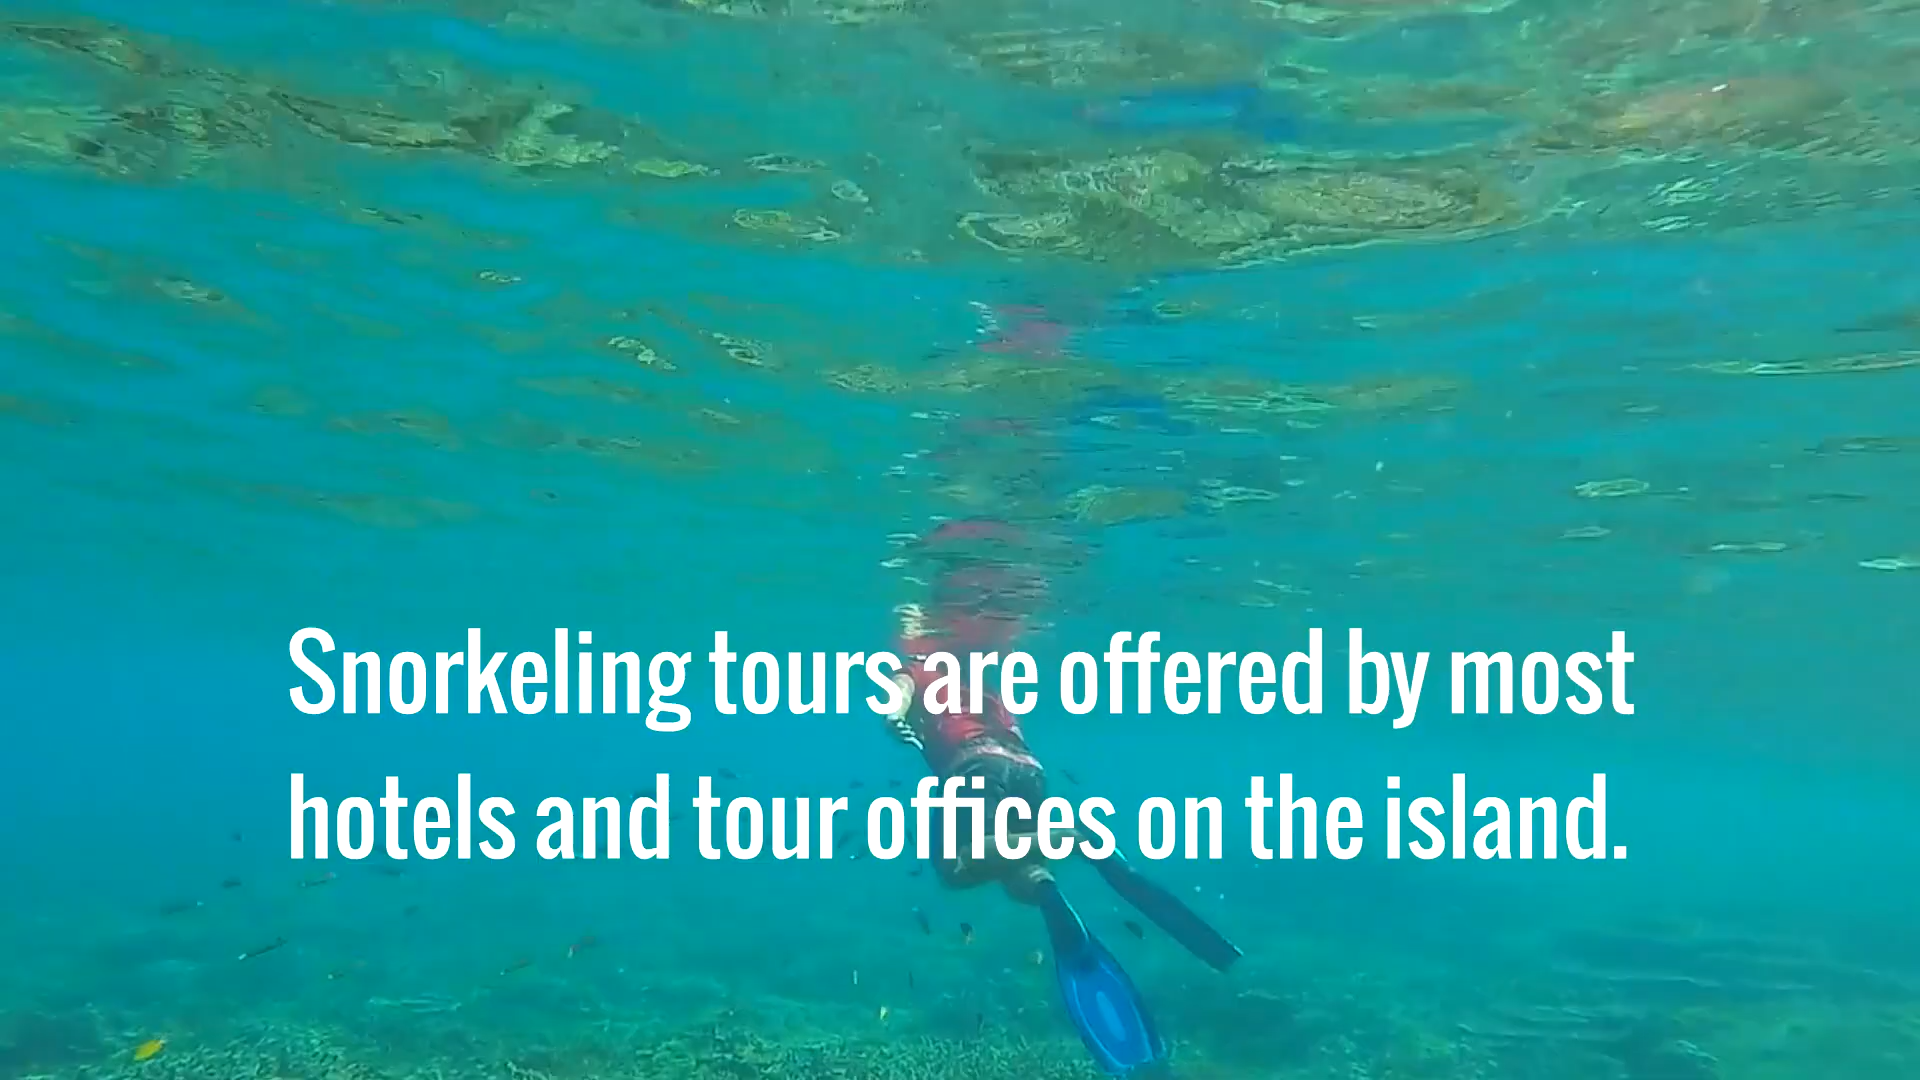 Snorkeling tours are offered by most
hotels and tour offices on the island.